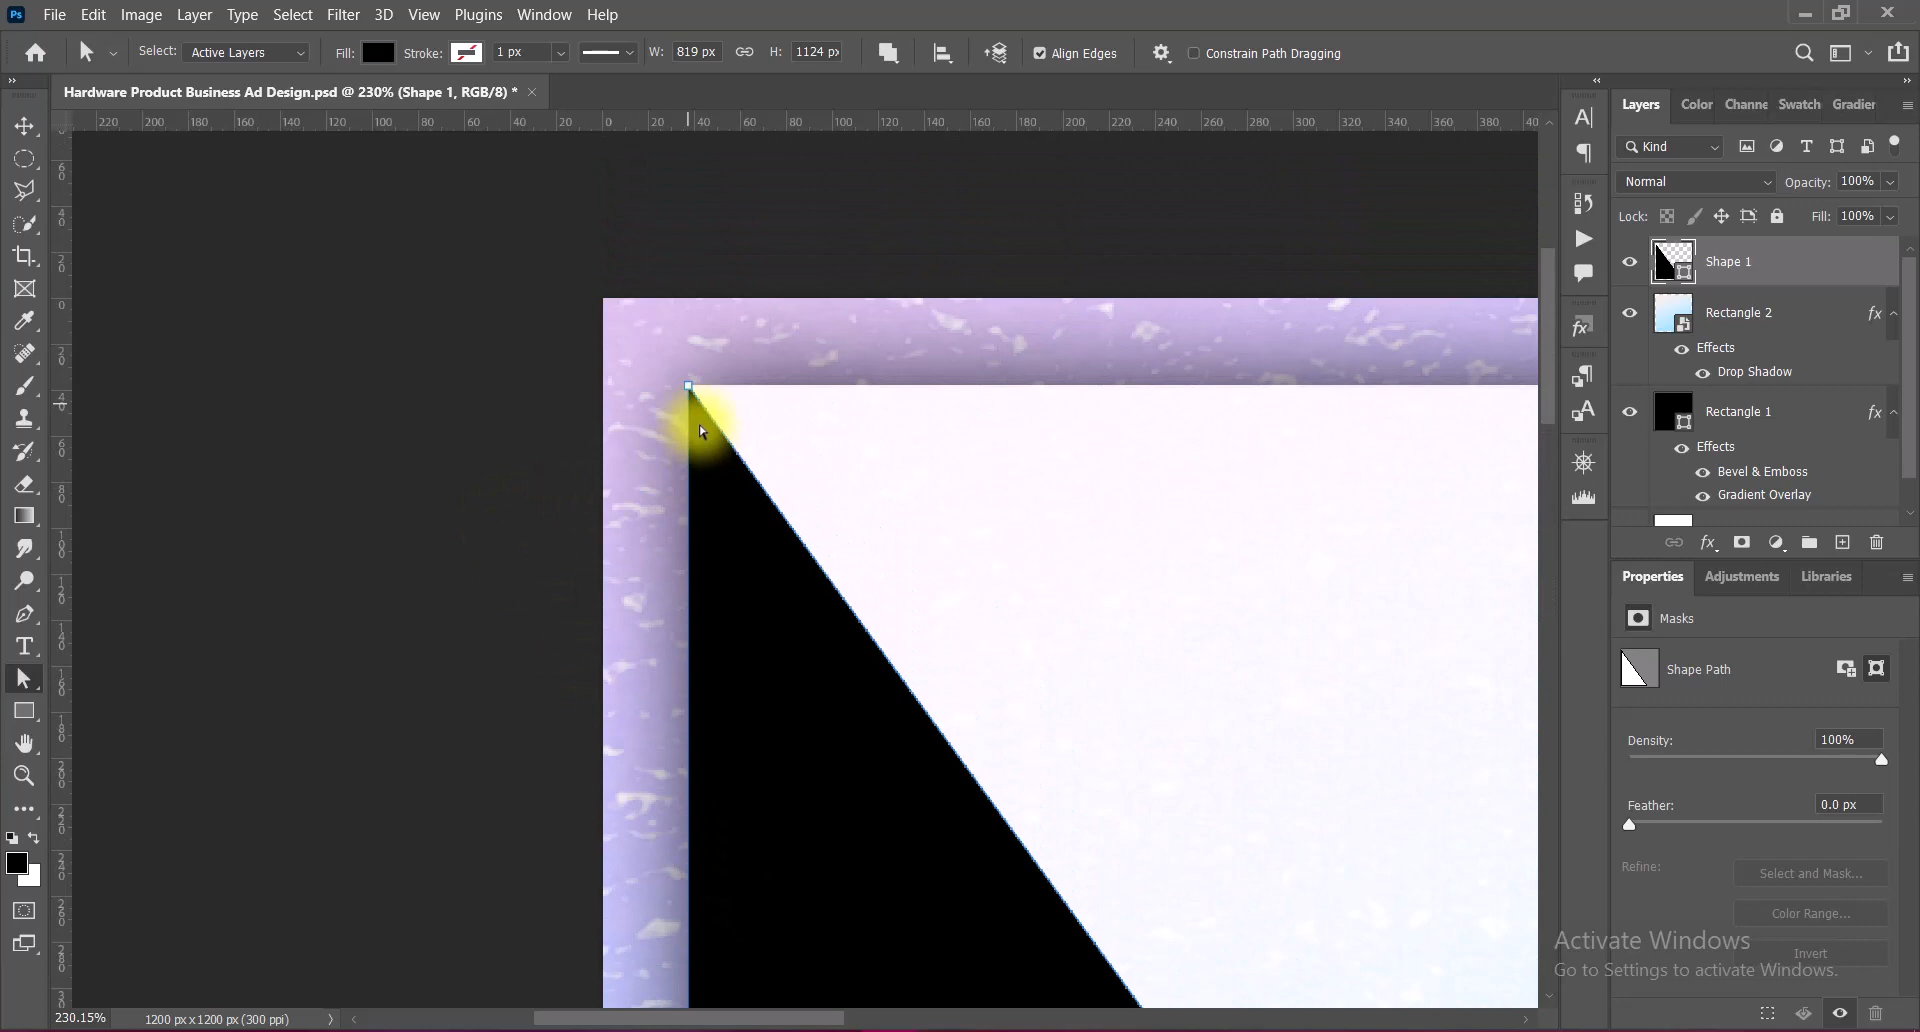 File Edit Image Layer Type Select Filter 3D View Plugins Window Help
Select: Active Layers Fill: Stroke: 1 px W: 819 px H: 1124 px Align Edges Constrain Path Dragging
Hardware Product Business Ad Design.psd @ 230% (Shape 1, RGB/8) *
220 200 180 160 140 120 100 80 60 40 20 0 20 40 60 80 100 120 140 160 180 200 220 240 260 280 300 320 340 360 380 40
Layers Color Channe Swatch Gradier
Kind
Normal Opacity: 100%
Lock: Fill: 100%
Shape 1
Rectangle 2 fx
Effects
Drop Shadow
Rectangle 1 fx
Effects
Bevel & Emboss
Gradient Overlay
Properties Adjustments Libraries
Masks
Shape Path
Density: 100%
Feather: 0.0 px
Refine: Select and Mask...
Color Range...
Invert
Activate Windows
Go to Settings to activate Windows.
230.15% 1200 px x 1200 px (300 ppi)